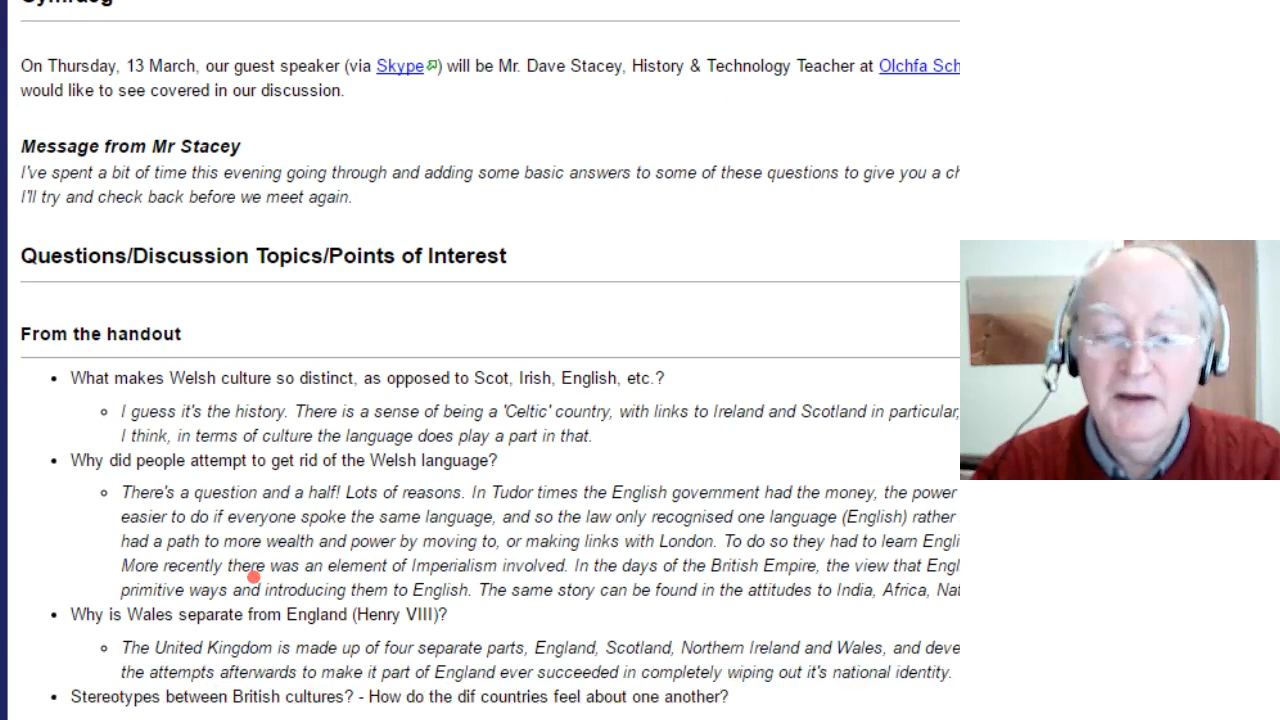 Cymraeg
On Thursday, 13 March, our guest speaker (via Skype) will be Mr. Dave Stacey, History & Technology Teacher at Olchfa Sch
would like to see covered in our discussion.
Message from Mr Stacey
I've spent a bit of time this evening going through and adding some basic answers to some of these questions to give you a ch
I'll try and check back before we meet again.
Questions/Discussion Topics/Points of Interest
From the handout
• What makes Welsh culture so distinct, as opposed to Scot, Irish, English, etc.?
◦ I guess it's the history. There is a sense of being a 'Celtic' country, with links to Ireland and Scotland in particular,
I think, in terms of culture the language does play a part in that.
• Why did people attempt to get rid of the Welsh language?
◦ There's a question and a half! Lots of reasons. In Tudor times the English government had the money, the power
easier to do if everyone spoke the same language, and so the law only recognised one language (English) rather
had a path to more wealth and power by moving to, or making links with London. To do so they had to learn Engli
More recently there was an element of Imperialism involved. In the days of the British Empire, the view that Engl
primitive ways and introducing them to English. The same story can be found in the attitudes to India, Africa, Nat
• Why is Wales separate from England (Henry VIII)?
◦ The United Kingdom is made up of four separate parts, England, Scotland, Northern Ireland and Wales, and deve
the attempts afterwards to make it part of England ever succeeded in completely wiping out it's national identity.
• Stereotypes between British cultures? - How do the dif countries feel about one another?